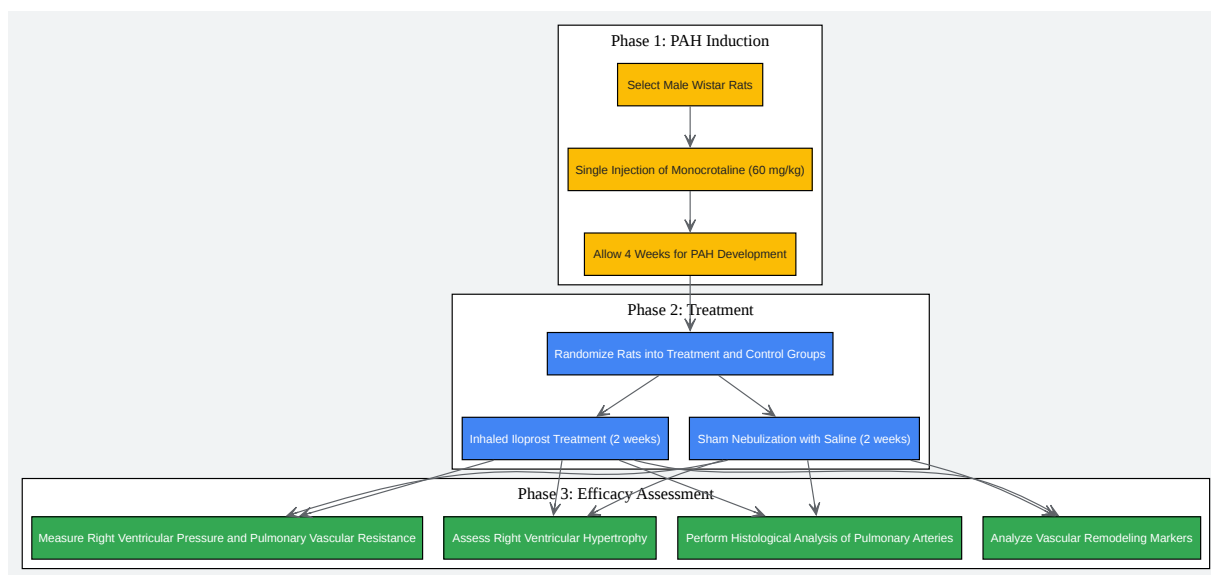 Phase 1: PAH Induction
Select Male Wistar Rats
Single Injection of Monocrotaline (60 mg/kg)
Allow 4 Weeks for PAH Development
Phase 2: Treatment
Randomize Rats into Treatment and Control Groups
Inhaled Iloprost Treatment (2 weeks)
Sham Nebulization with Saline (2 weeks)
Phase 3: Efficacy Assessment
Measure Right Ventricular Pressure and Pulmonary Vascular Resistance
Assess Right Ventricular Hypertrophy
Perform Histological Analysis of Pulmonary Arteries
Analyze Vascular Remodeling Markers